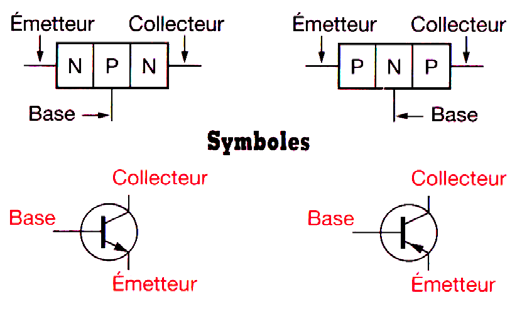 Émetteur Collecteur Émetteur Collecteur
N P N P N P
Base Base
Symboles
Collecteur Collecteur
Base Base
Émetteur Émetteur